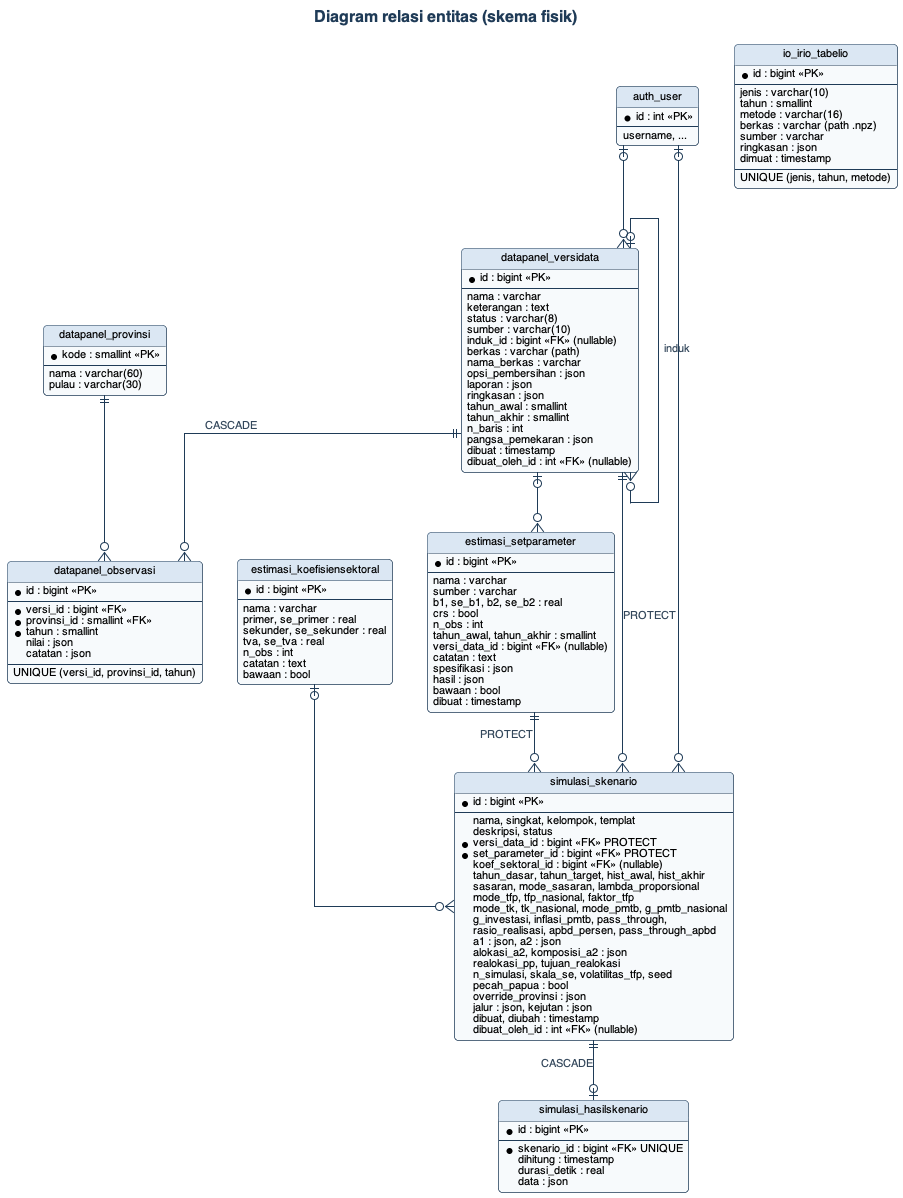 Diagram relasi entitas (skema fisik)
io_irio_tabelio
id : bigint «PK»
jenis : varchar(10)
tahun : smallint
metode : varchar(16)
berkas : varchar (path .npz)
sumber : varchar
ringkasan : json
dimuat : timestamp
UNIQUE (jenis, tahun, metode)
auth_user
id : int «PK»
username, ...
datapanel_versidata
id : bigint «PK»
nama : varchar
keterangan : text
status : varchar(8)
sumber : varchar(10)
induk_id : bigint «FK» (nullable)
berkas : varchar (path)
nama_berkas : varchar
opsi_pembersihan : json
laporan : json
ringkasan : json
tahun_awal : smallint
tahun_akhir : smallint
n_baris : int
pangsa_pemekaran : json
dibuat : timestamp
dibuat_oleh_id : int «FK» (nullable)
induk
datapanel_provinsi
kode : smallint «PK»
nama : varchar(60)
pulau : varchar(30)
CASCADE
datapanel_observasi
id : bigint «PK»
versi_id : bigint «FK»
provinsi_id : smallint «FK»
tahun : smallint
nilai : json
catatan : json
UNIQUE (versi_id, provinsi_id, tahun)
estimasi_koefisiensektoral
id : bigint «PK»
nama : varchar
primer, se_primer : real
sekunder, se_sekunder : real
tva, se_tva : real
n_obs : int
catatan : text
bawaan : bool
estimasi_setparameter
id : bigint «PK»
nama : varchar
sumber : varchar
b1, se_b1, b2, se_b2 : real
crs : bool
n_obs : int
tahun_awal, tahun_akhir : smallint
versi_data_id : bigint «FK» (nullable)
catatan : text
spesifikasi : json
hasil : json
bawaan : bool
dibuat : timestamp
PROTECT
PROTECT
simulasi_skenario
id : bigint «PK»
nama, singkat, kelompok, templat
deskripsi, status
versi_data_id : bigint «FK» PROTECT
set_parameter_id : bigint «FK» PROTECT
koef_sektoral_id : bigint «FK» (nullable)
tahun_dasar, tahun_target, hist_awal, hist_akhir
sasaran, mode_sasaran, lambda_proporsional
mode_tfp, tfp_nasional, faktor_tfp
mode_tk, tk_nasional, mode_pmtb, g_pmtb_nasional
g_investasi, inflasi_pmtb, pass_through,
rasio_realisasi, apbd_persen, pass_through_apbd
a1 : json, a2 : json
alokasi_a2, komposisi_a2 : json
realokasi_pp, tujuan_realokasi
n_simulasi, skala_se, volatilitas_tfp, seed
pecah_papua : bool
override_provinsi : json
jalur : json, kejutan : json
dibuat, diubah : timestamp
dibuat_oleh_id : int «FK» (nullable)
CASCADE
simulasi_hasilskenario
id : bigint «PK»
skenario_id : bigint «FK» UNIQUE
dihitung : timestamp
durasi_detik : real
data : json